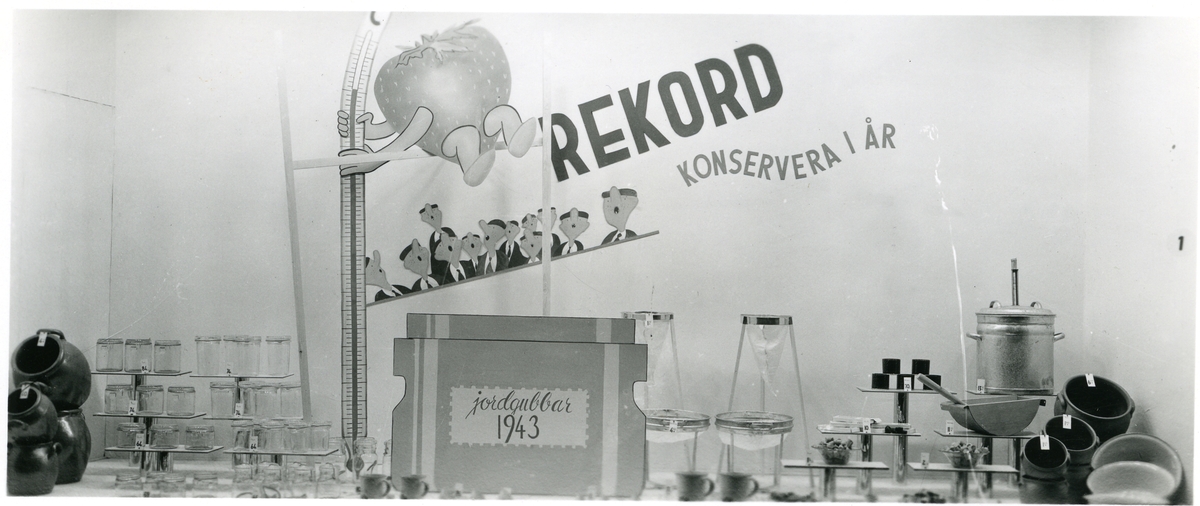 C
REKORD
KONSERVERA I ÅR
jordgubbar
1943
1